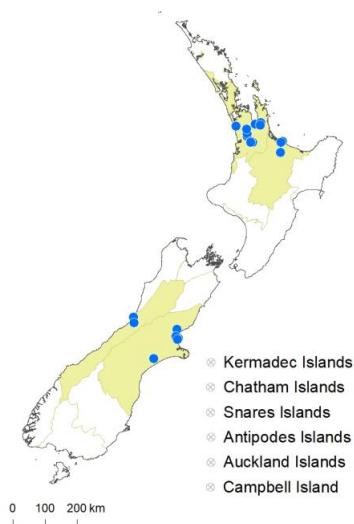 Kermadec Islands
Chatham Islands
Snares Islands
Antipodes Islands
Auckland Islands
Campbell Island
0 100 200 km